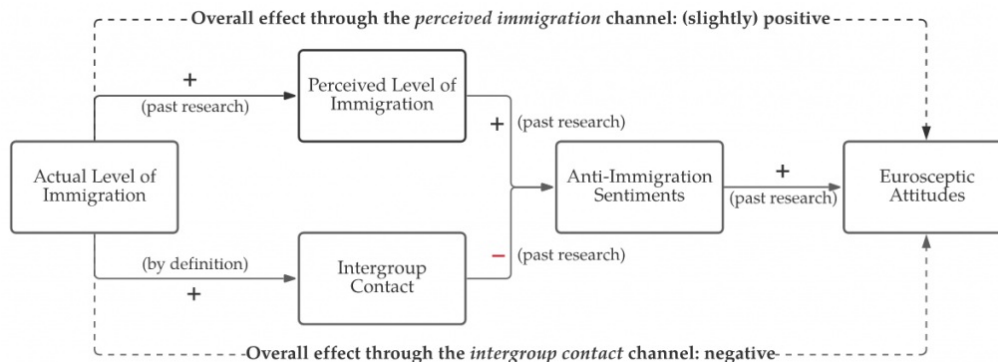 Overall effect through the perceived immigration channel: (slightly) positive
+
(past research)
Perceived Level of
Immigration
+ (past research)
Actual Level of
Immigration
Anti-Immigration
Sentiments
+
(past research)
Eurosceptic
Attitudes
(by definition)
+
Intergroup
Contact
− (past research)
Overall effect through the intergroup contact channel: negative